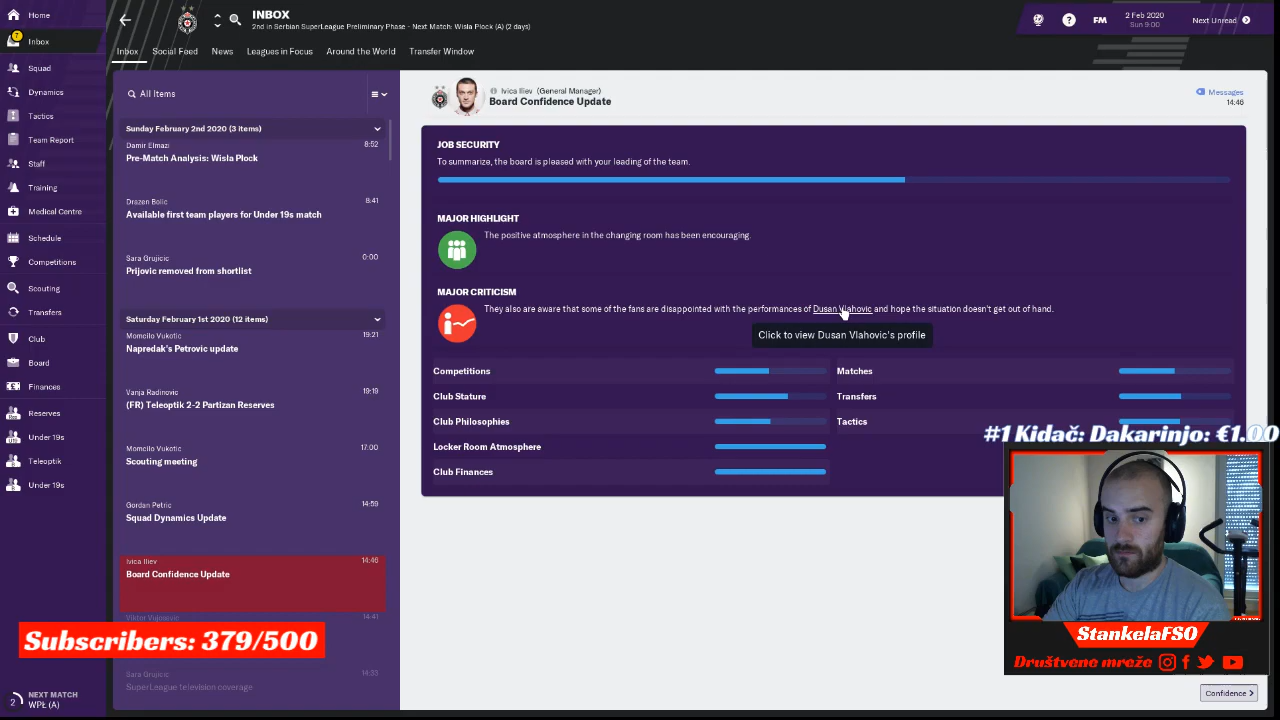 Home
Inbox
7
Squad
Dynamics
Tactics
Team Report
Staff
Training
Medical Centre
Schedule
Competitions
Scouting
Transfers
Club
Board
Finances
Reserves
Under 19s
Teleoptik
Under 19s
2
NEXT MATCH
WPŁ (A)
INBOX
2nd in Serbian SuperLeague Preliminary Phase - Next Match: Wisla Plock (A) (2 days)
FM
2 Feb 2020
Sun 9:00
Next Unread
Inbox
Social Feed
News
Leagues in Focus
Around the World
Transfer Window
All Items
Sunday February 2nd 2020 (3 items)
Damir Elmazi 8:52
Pre-Match Analysis: Wisla Plock
Drazen Bolic 8:41
Available first team players for Under 19s match
Sara Grujicic 0:00
Prijovic removed from shortlist
Saturday February 1st 2020 (12 items)
Momcilo Vukotic 19:21
Napredak's Petrovic update
Vanja Radinovic 19:19
(FR) Teleoptik 2-2 Partizan Reserves
Momcilo Vukotic 17:00
Scouting meeting
Gordan Petric 14:59
Squad Dynamics Update
Ivica Iliev 14:46
Board Confidence Update
14:41
Subscribers: 379/500
Sara Grujicic 14:33
SuperLeague television coverage
Ivica Iliev (General Manager)
Board Confidence Update
Messages
14:46
JOB SECURITY
To summarize, the board is pleased with your leading of the team.
MAJOR HIGHLIGHT
The positive atmosphere in the changing room has been encouraging.
MAJOR CRITICISM
They also are aware that some of the fans are disappointed with the performances of Dusan Vlahovic and hope the situation doesn't get out of hand.
Click to view Dusan Vlahovic's profile
Competitions
Club Stature
Club Philosophies
Locker Room Atmosphere
Club Finances
Matches
Transfers
Tactics
#1 Kidač: Dakarinjo: €1.00
StankelaFSO
Društvene mreže
Confidence